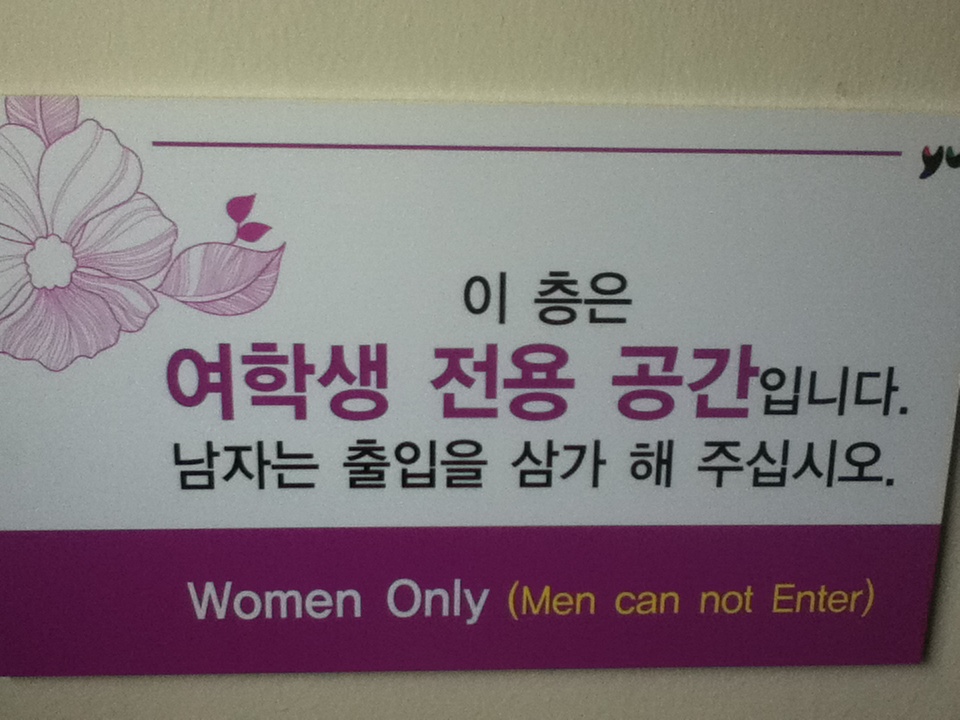 이 층은
여학생 전용 공간입니다.
남자는 출입을 삼가 해 주십시오.
Women Only (Men can not Enter)